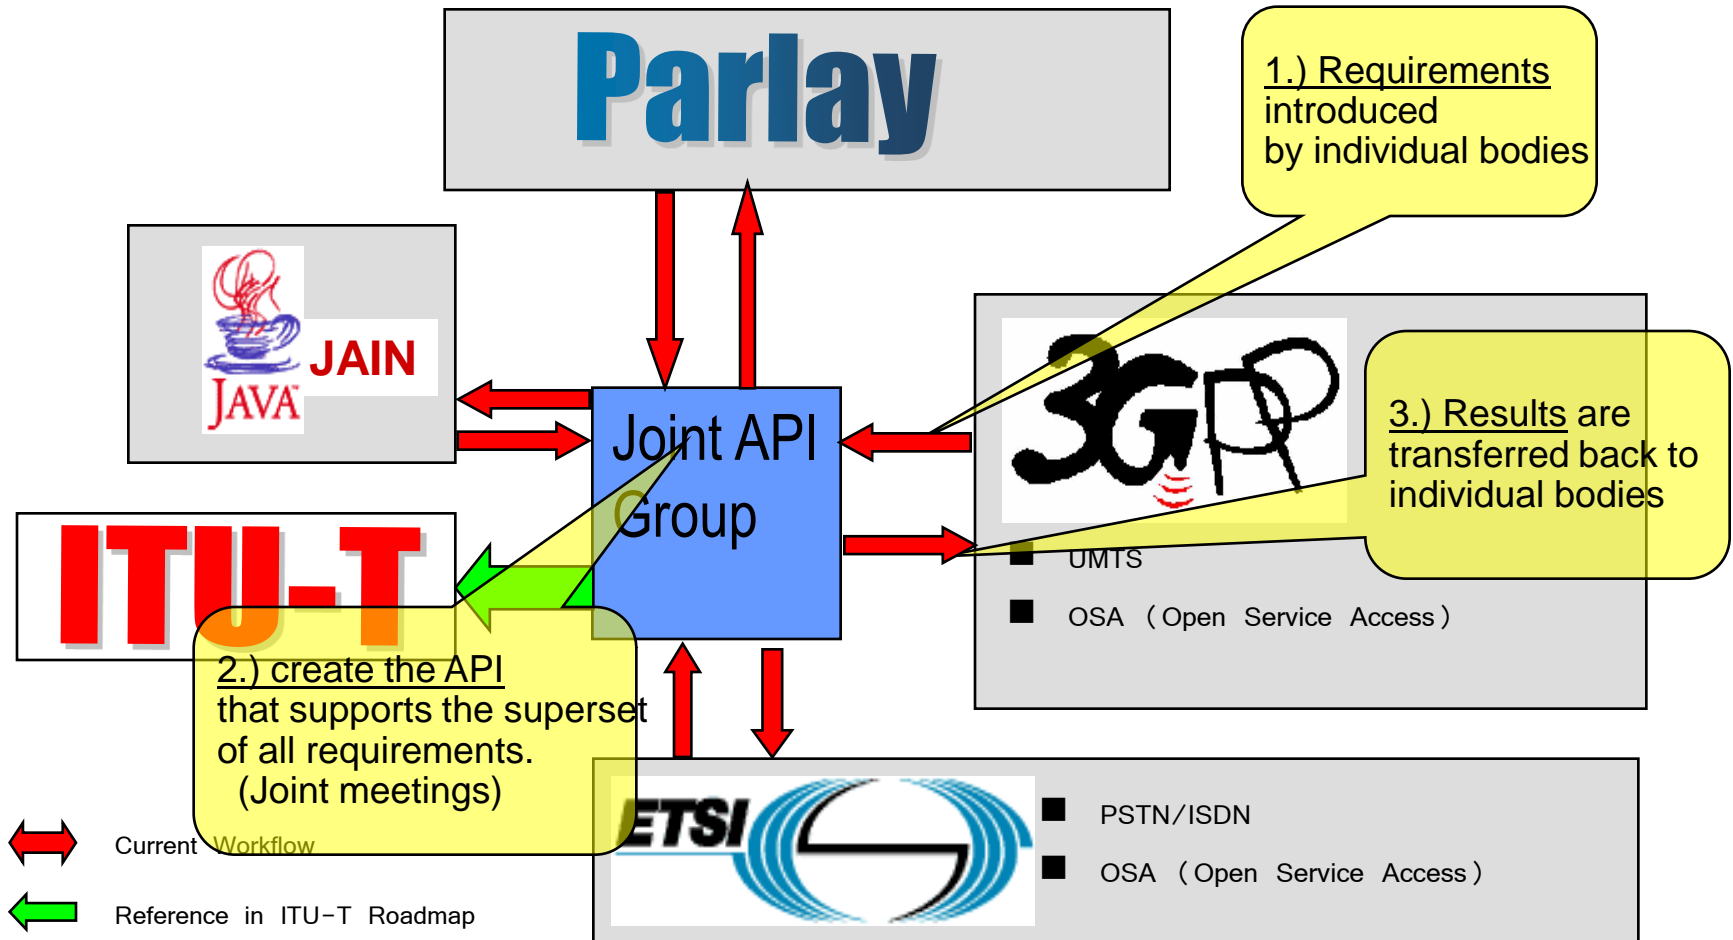 Parlay
1.) Requirements
introduced
by individual bodies
JAVA™
JAIN
3GPP
3.) Results are
transferred back to
individual bodies
Joint API
Group
UMTS
OSA (Open Service Access)
ITU-T
2.) create the API
that supports the superset
of all requirements.
(Joint meetings)
ETSI
PSTN/ISDN
OSA (Open Service Access)
Current Workflow
Reference in ITU-T Roadmap